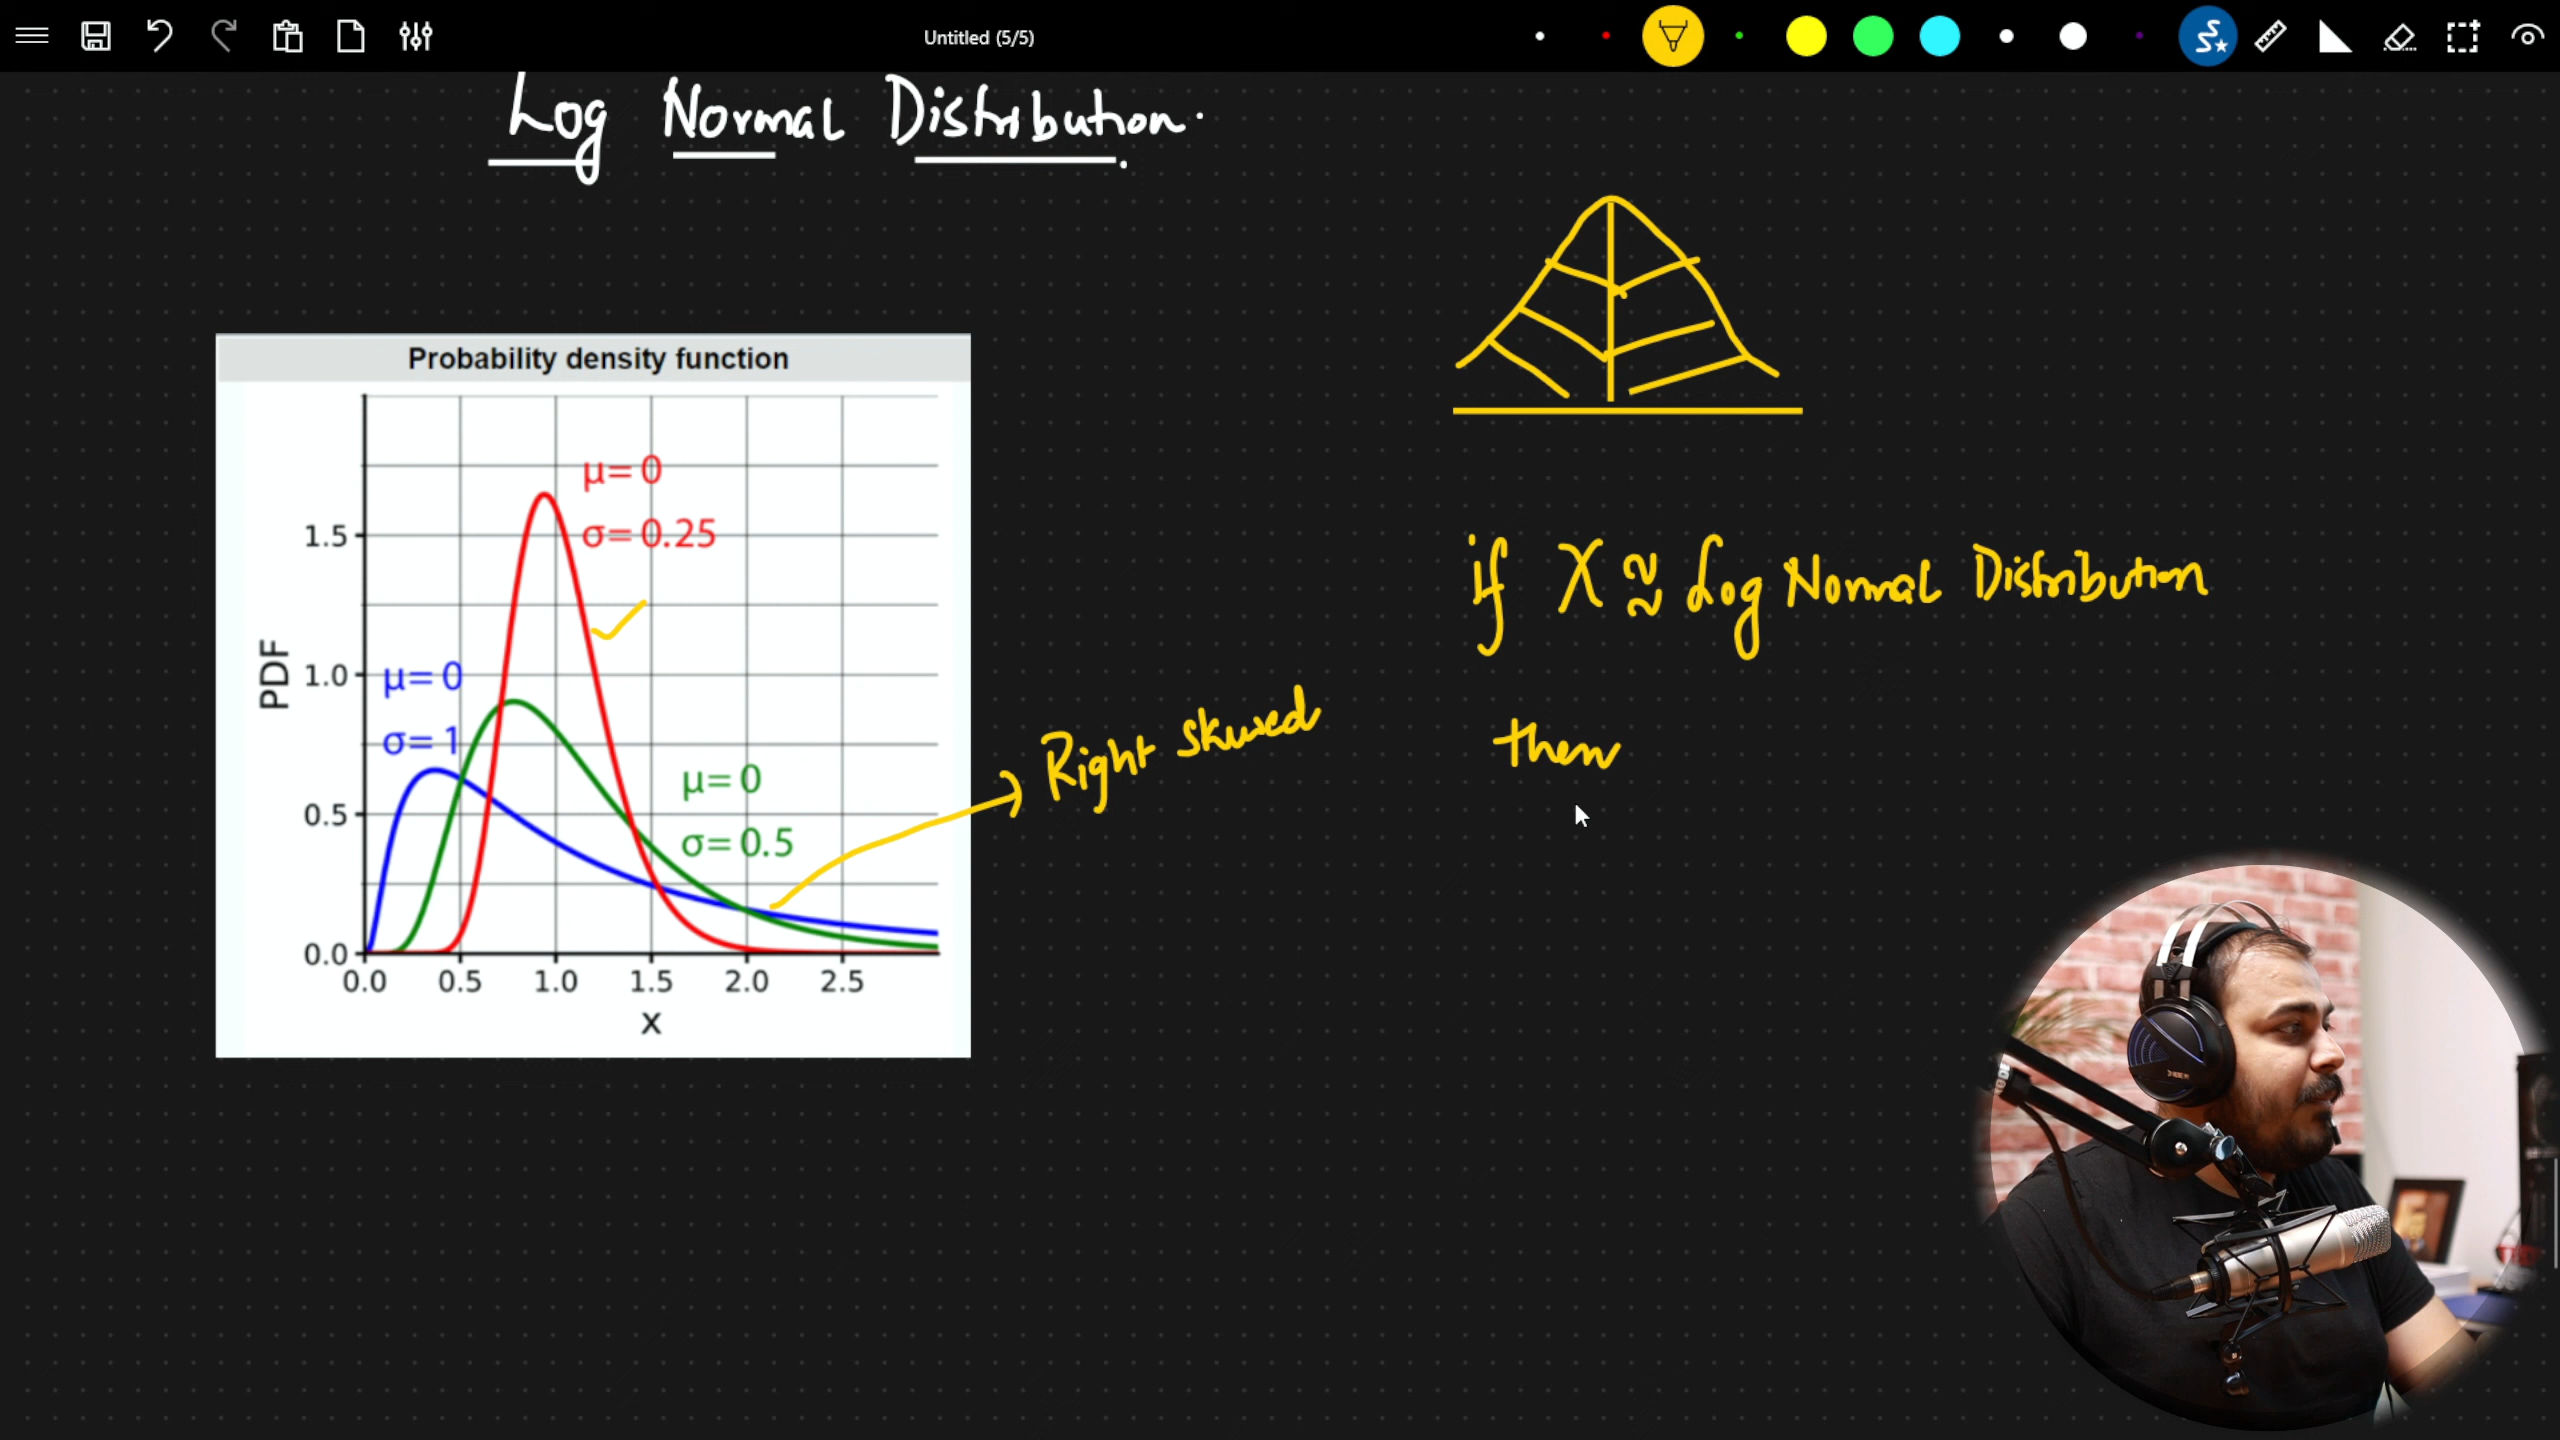 Untitled (5/5)
Log Normal Distribution.
Probability density function
μ=0
σ=0.25
μ=0
σ=1
μ=0
σ=0.5
PDF
1.5
1.0
0.5
0.0
0.0 0.5 1.0 1.5 2.0 2.5
x
Right skewed
if X ≈ Log Normal Distribution
then